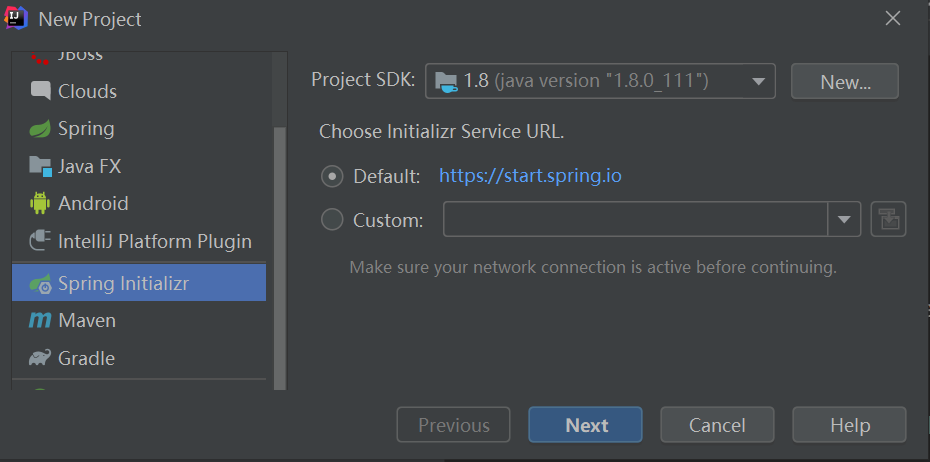 New Project
JBoss
Clouds
Spring
Java FX
Android
IntelliJ Platform Plugin
Spring Initializr
Maven
Gradle
Project SDK: 1.8 (java version "1.8.0_111") New...
Choose Initializr Service URL.
Default: https://start.spring.io
Custom:
Make sure your network connection is active before continuing.
Previous Next Cancel Help